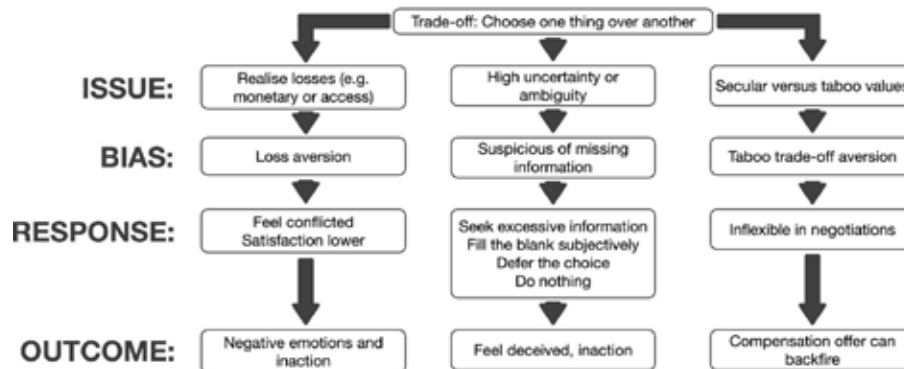 Trade-off: Choose one thing over another
ISSUE:
Realise losses (e.g.
monetary or access)
High uncertainty or
ambiguity
Secular versus taboo values
BIAS:
Loss aversion
Suspicious of missing
information
Taboo trade-off aversion
RESPONSE:
Feel conflicted
Satisfaction lower
Seek excessive information
Fill the blank subjectively
Defer the choice
Do nothing
Inflexible in negotiations
OUTCOME:
Negative emotions and
inaction
Feel deceived, inaction
Compensation offer can
backfire